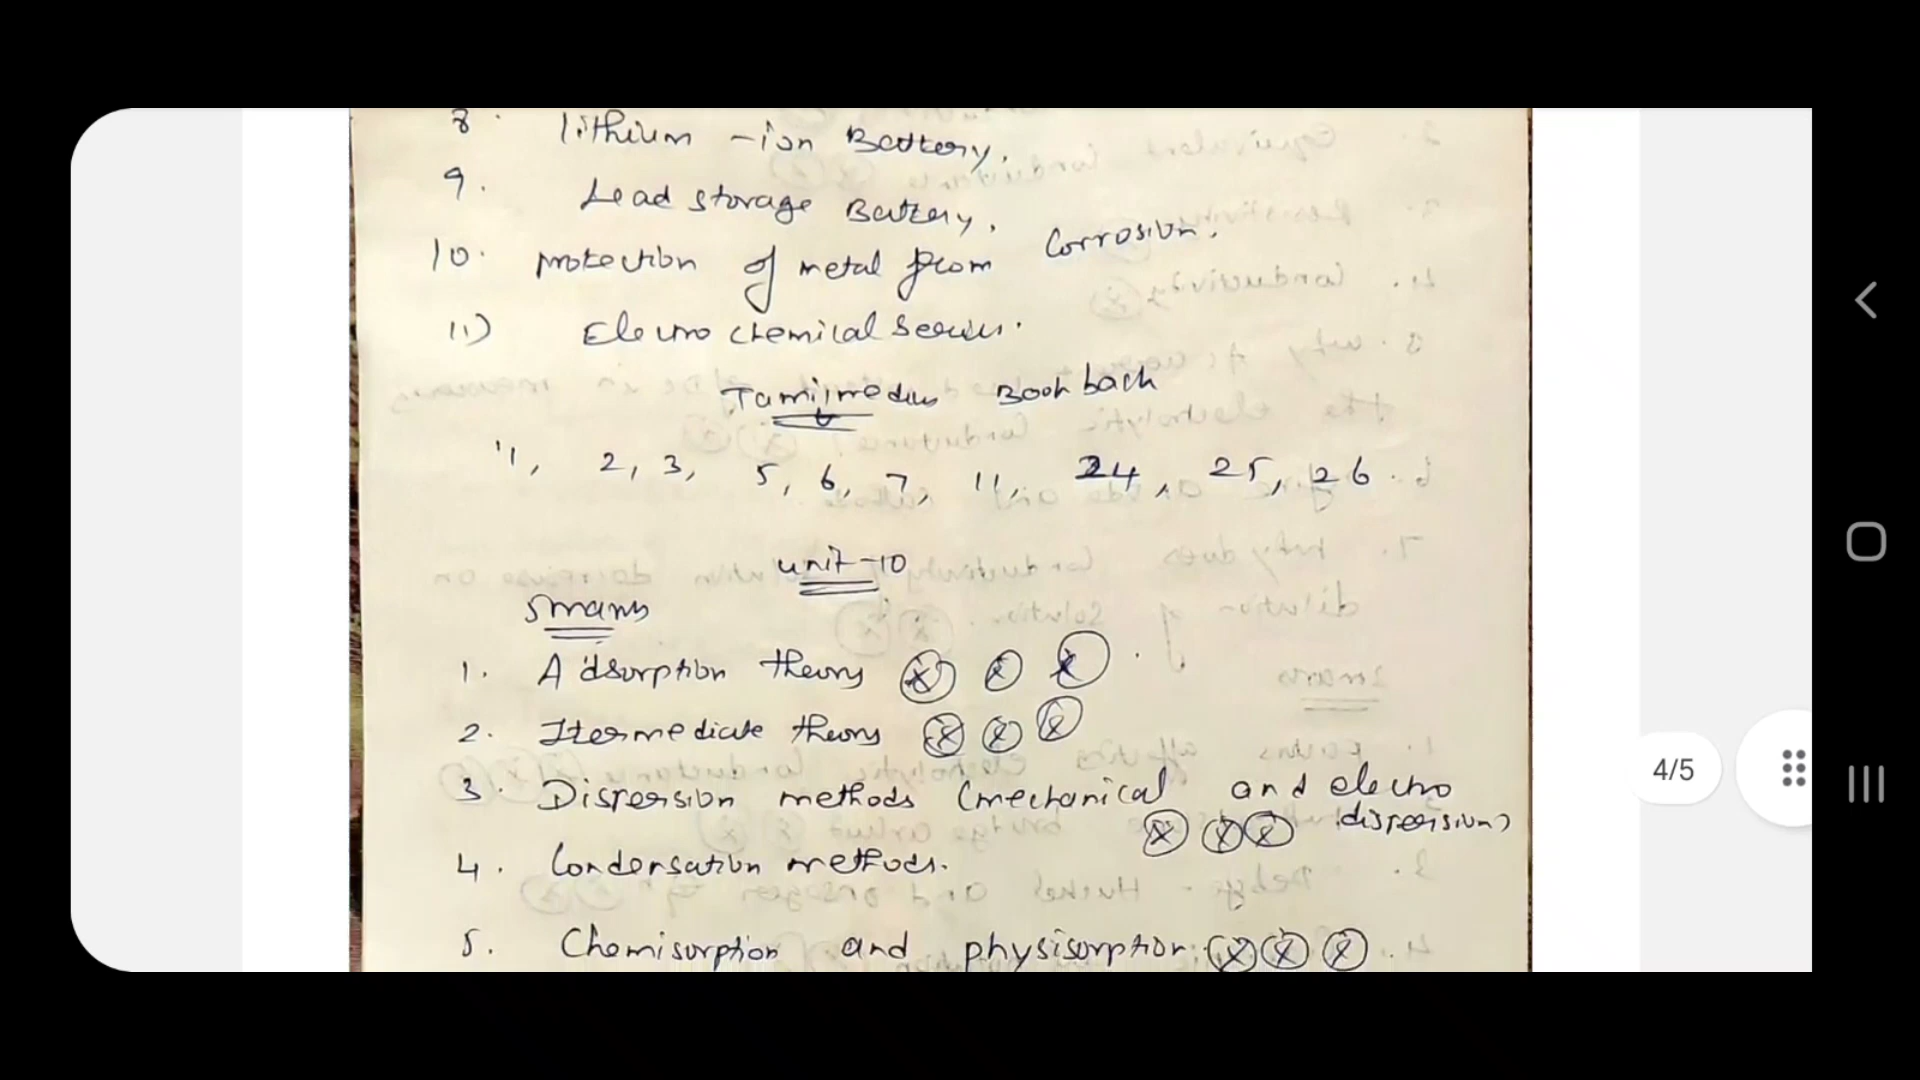 8. lithium -ion Battery.
9. Lead storage Battery.
10. protection of metal from Corrosion.
11) Electro chemical Series.
Tamilmedium Book back
1, 2, 3, 5, 6, 7, 11, 24, 25, 26.
unit -10
5marks
1. Adsorption theory ⓧ ⓧ ⓧ .
2. Itermediate theory ⓧ ⓧ ⓧ
3. Dispersion methods (mechanical and electro
dispersion) ⓧ ⓧ ⓧ
4. Condensation methods.
5. Chemisorption and physisorption. ⓧ ⓧ ⓧ .
4/5